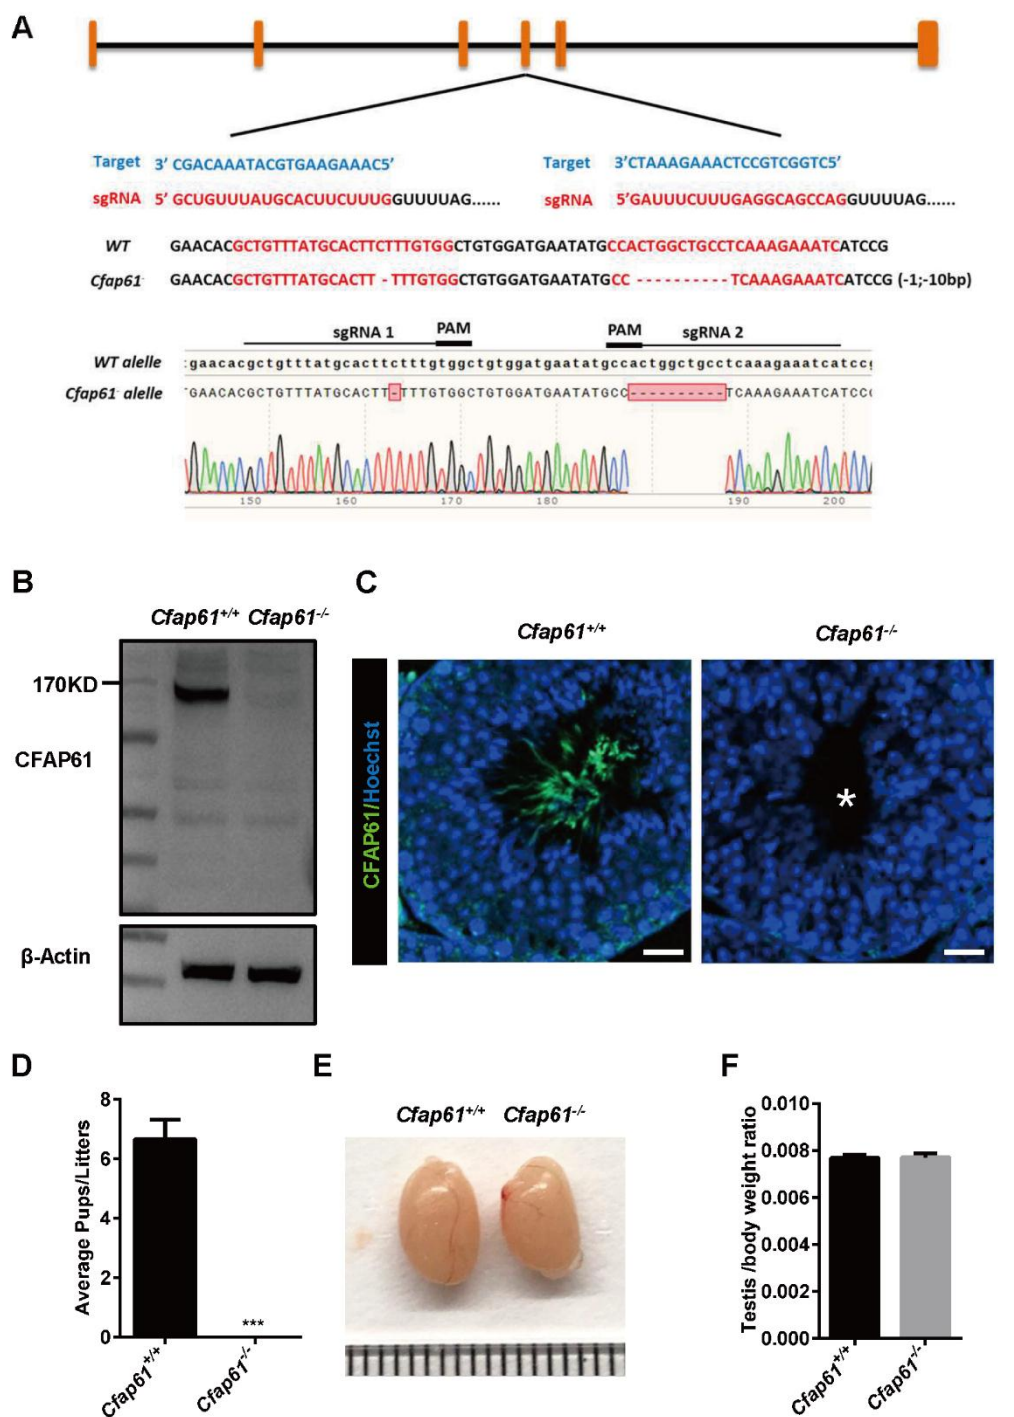 A
Target 3' CGACAAATACGTGAAGAAAC5' Target 3'CTAAAGAAACTCCGTCGGTC5'
sgRNA 5' GCUGUUUAUGCACUUCUUUGGUUUUAG...... sgRNA 5'GAUUUCUUUGAGGCAGCCAGGUUUUAG......
WT GAACACGCTGTTTATGCACTTCTTTGTGGCTGTGGATGAATATGCCACTGGCTGCCTCAAAGAAATCATCCG
Cfap61- GAACACGCTGTTTATGCACTT -TTTGTGGCTGTGGATGAATATGCC ----------TCAAAGAAATCATCCG (-1;-10bp)
sgRNA 1 PAM PAM sgRNA 2
WT alelle gaacacgctgtttatgcacttctttgtggctgtggatgaatatgccactggctgcctcaaagaaatcatccg
Cfap61- alelle GAACACGCTGTTTATGCACTT-TTTGTGGCTGTGGATGAATATGCC----------TCAAAGAAATCATCC
150 160 170 180 190 200
B
Cfap61+/+ Cfap61-/-
170KD
CFAP61
β-Actin
C
Cfap61+/+ Cfap61-/-
CFAP61/Hoechst
*
D
Average Pups/Litters
8
6
4
2
0
***
Cfap61+/+ Cfap61-/-
E
Cfap61+/+ Cfap61-/-
F
Testis /body weight ratio
0.010
0.008
0.006
0.004
0.002
0.000
Cfap61+/+ Cfap61-/-